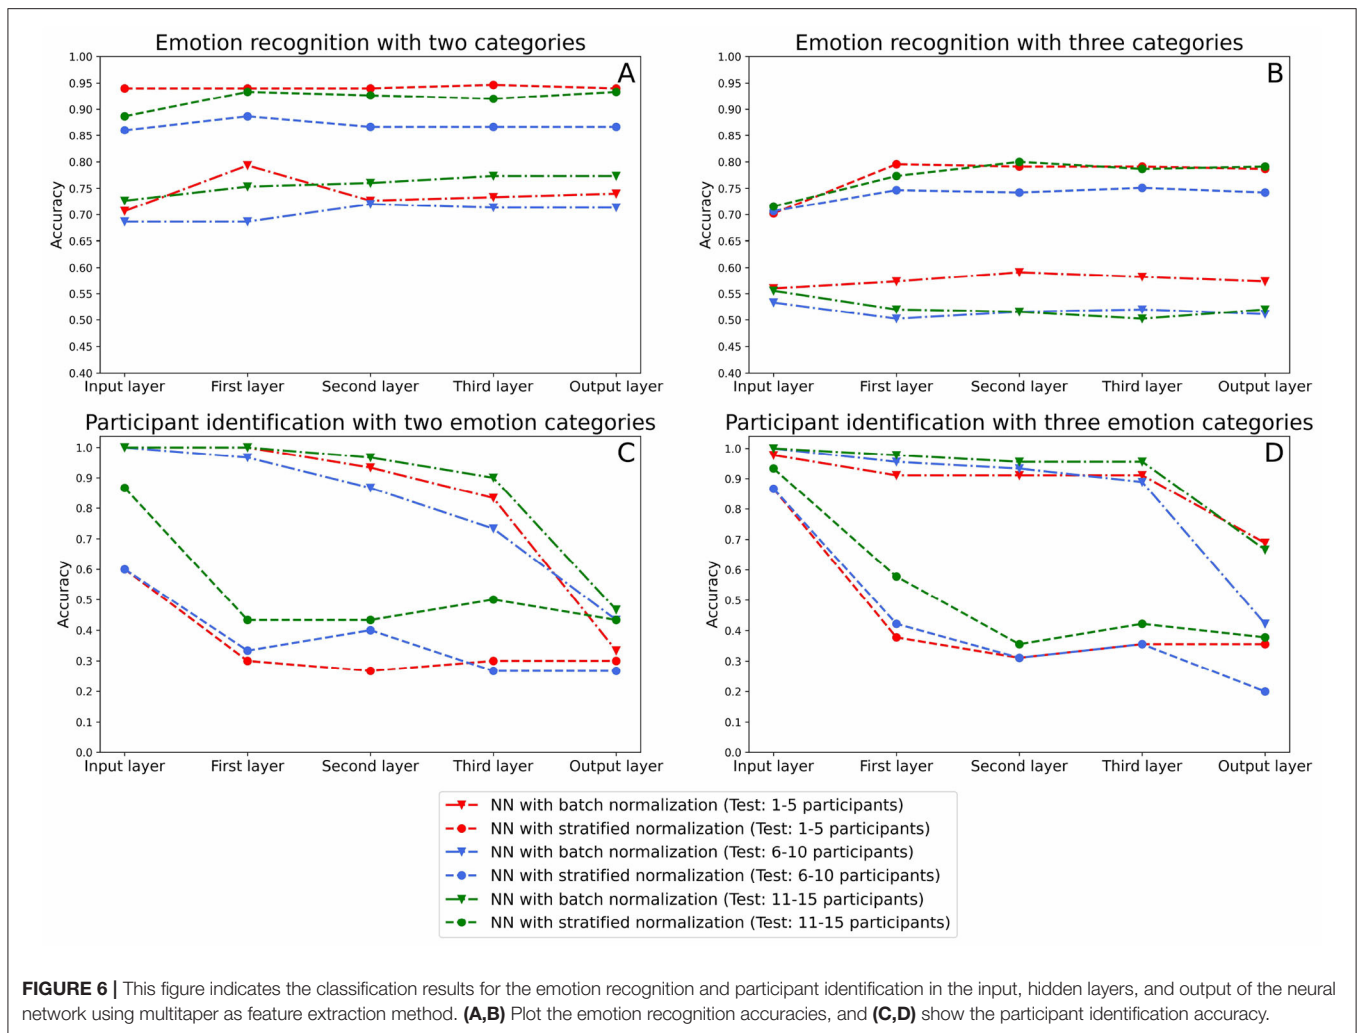 Emotion recognition with two categories
A
1.00
0.95
0.90
0.85
0.80
0.75
0.70
0.65
0.60
0.55
0.50
0.45
0.40
Accuracy
Input layer First layer Second layer Third layer Output layer
Emotion recognition with three categories
B
1.00
0.95
0.90
0.85
0.80
0.75
0.70
0.65
0.60
0.55
0.50
0.45
0.40
Accuracy
Input layer First layer Second layer Third layer Output layer
Participant identification with two emotion categories
C
1.0
0.9
0.8
0.7
0.6
0.5
0.4
0.3
0.2
0.1
0.0
Accuracy
Input layer First layer Second layer Third layer Output layer
Participant identification with three emotion categories
D
1.0
0.9
0.8
0.7
0.6
0.5
0.4
0.3
0.2
0.1
0.0
Accuracy
Input layer First layer Second layer Third layer Output layer
NN with batch normalization (Test: 1-5 participants)
NN with stratified normalization (Test: 1-5 participants)
NN with batch normalization (Test: 6-10 participants)
NN with stratified normalization (Test: 6-10 participants)
NN with batch normalization (Test: 11-15 participants)
NN with stratified normalization (Test: 11-15 participants)
FIGURE 6 | This figure indicates the classification results for the emotion recognition and participant identification in the input, hidden layers, and output of the neural
network using multitaper as feature extraction method. (A,B) Plot the emotion recognition accuracies, and (C,D) show the participant identification accuracy.